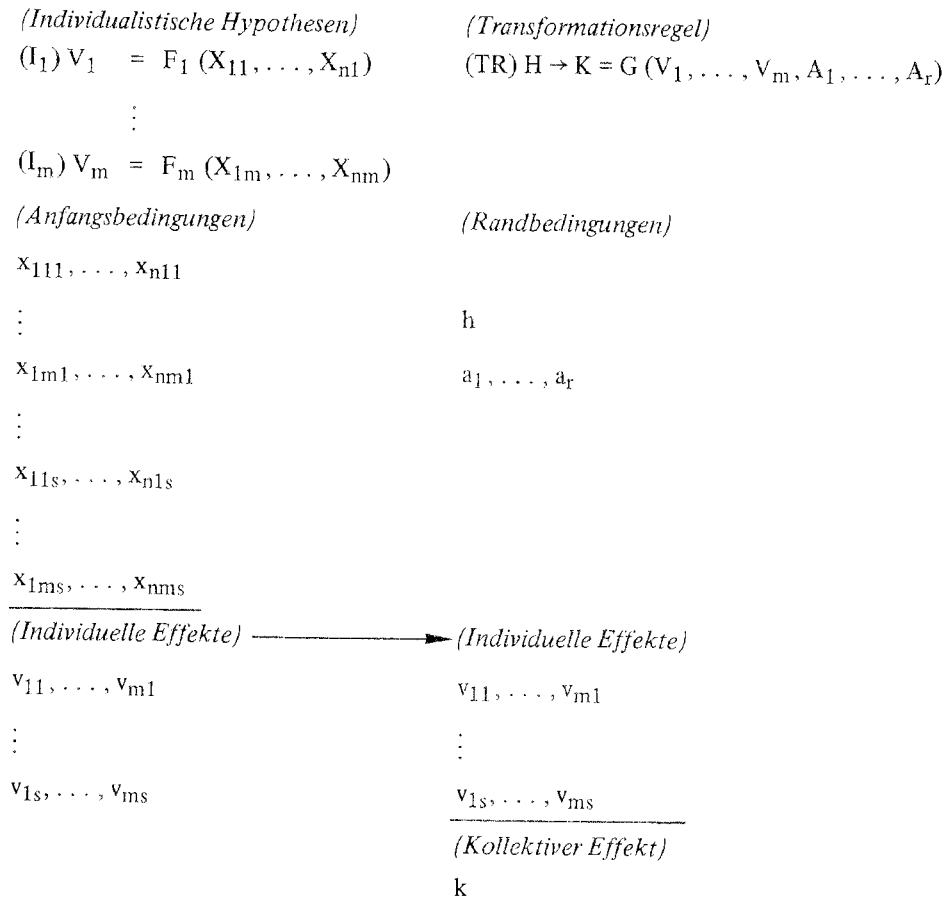 (Individualistische Hypothesen) (Transformationsregel)
(I₁) V₁ = F₁ (X₁₁, . . . , Xₙ₁) (TR) H → K = G (V₁, . . . , Vₘ, A₁, . . . , Aᵣ)
⋮
(Iₘ) Vₘ = Fₘ (X₁ₘ, . . . , Xₙₘ)
(Anfangsbedingungen) (Randbedingungen)
x₁₁₁, . . . , xₙ₁₁
⋮ h
x₁ₘ₁, . . . , xₙₘ₁ a₁, . . . , aᵣ
⋮
x₁₁ₛ, . . . , xₙ₁ₛ
⋮
x₁ₘₛ, . . . , xₙₘₛ
(Individuelle Effekte) → (Individuelle Effekte)
v₁₁, . . . , vₘ₁ v₁₁, . . . , vₘ₁
⋮ ⋮
v₁ₛ, . . . , vₘₛ v₁ₛ, . . . , vₘₛ
(Kollektiver Effekt)
k